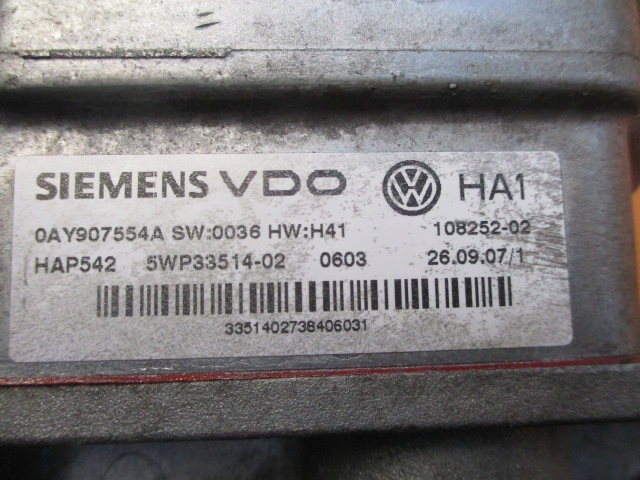 SIEMENS VDO VW HA1
0AY907554A SW:0036 HW:H41 108252-02
HAP542 5WP33514-02 0603 26.09.07/1
3351402738406031